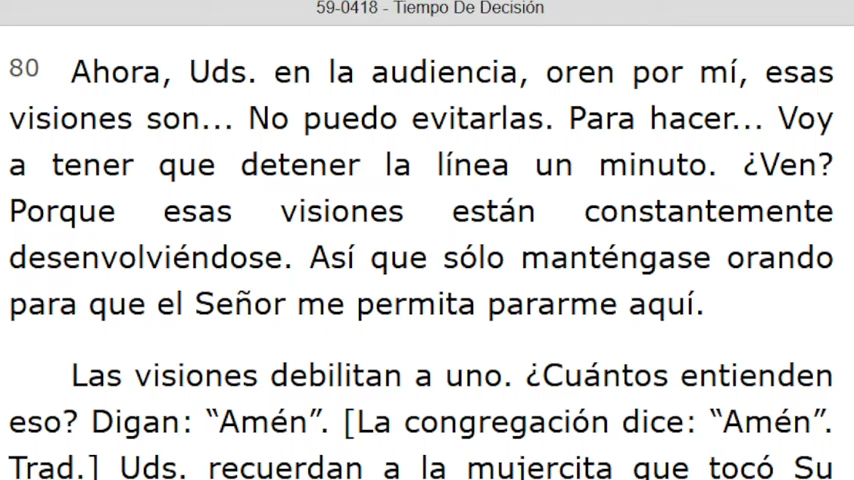 59-0418 - Tiempo De Decisión
80 Ahora, Uds. en la audiencia, oren por mí, esas
visiones son... No puedo evitarlas. Para hacer... Voy
a tener que detener la línea un minuto. ¿Ven?
Porque esas visiones están constantemente
desenvolviéndose. Así que sólo manténgase orando
para que el Señor me permita pararme aquí.
Las visiones debilitan a uno. ¿Cuántos entienden
eso? Digan: “Amén”. [La congregación dice: “Amén”.
Trad.] Uds. recuerdan a la mujercita que tocó Su